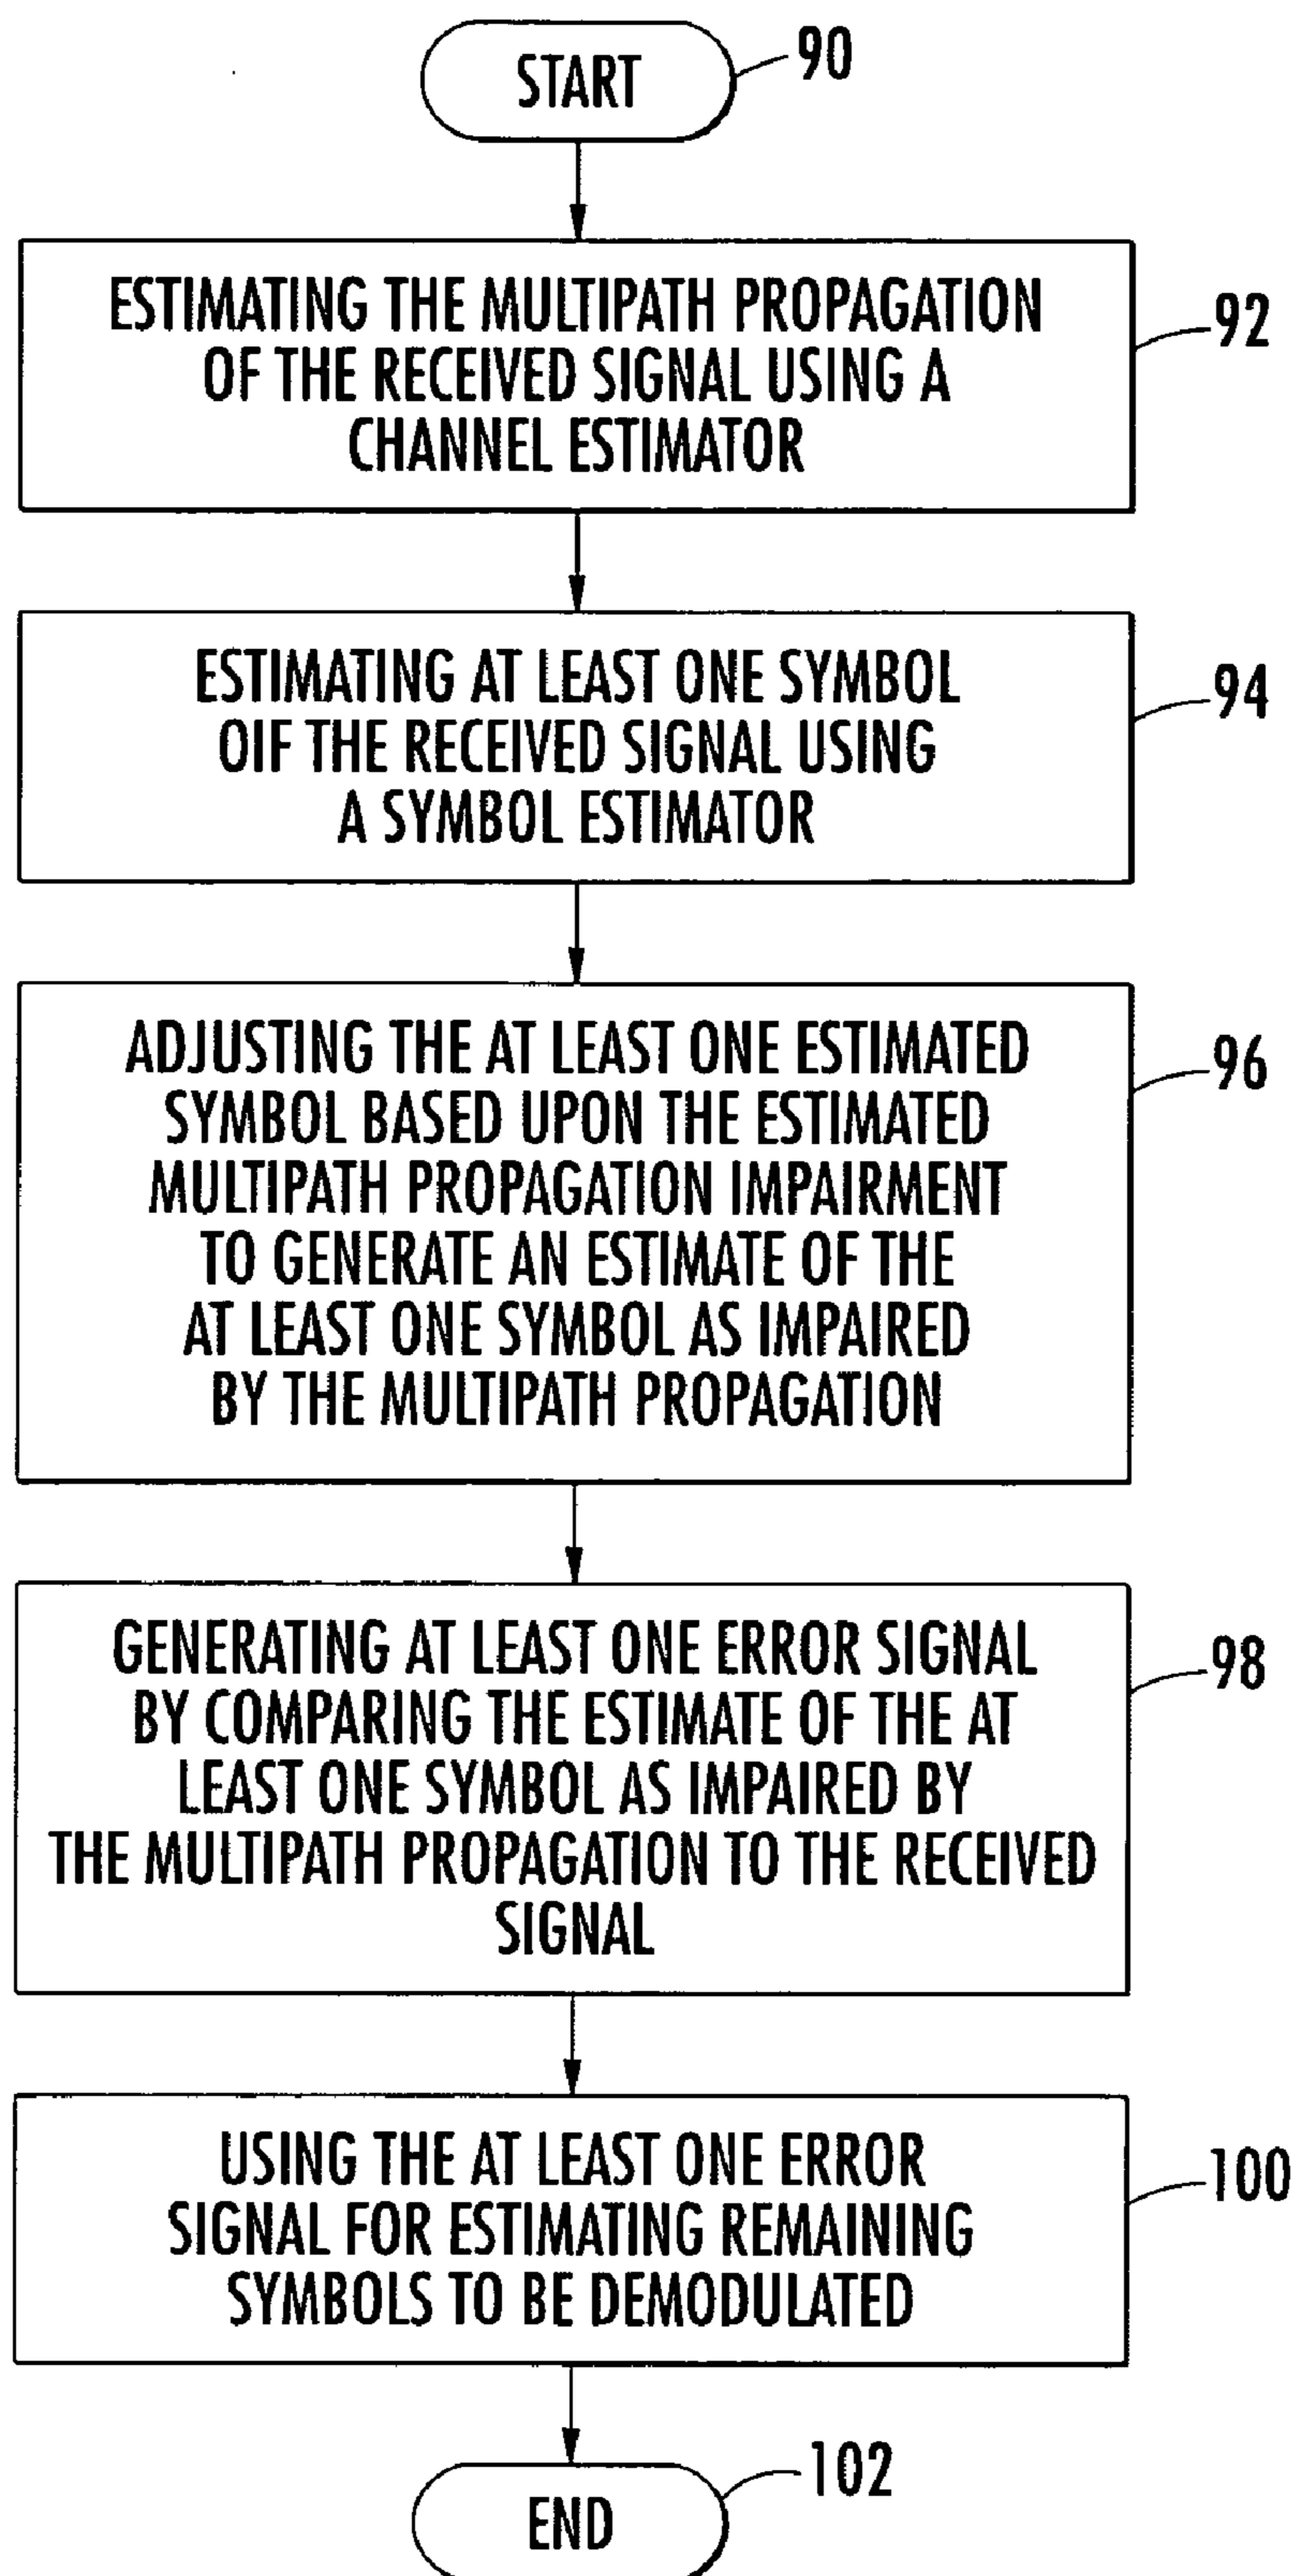 START
90
ESTIMATING THE MULTIPATH PROPAGATION
OF THE RECEIVED SIGNAL USING A
CHANNEL ESTIMATOR
92
ESTIMATING AT LEAST ONE SYMBOL
OIF THE RECEIVED SIGNAL USING
A SYMBOL ESTIMATOR
94
ADJUSTING THE AT LEAST ONE ESTIMATED
SYMBOL BASED UPON THE ESTIMATED
MULTIPATH PROPAGATION IMPAIRMENT
TO GENERATE AN ESTIMATE OF THE
AT LEAST ONE SYMBOL AS IMPAIRED
BY THE MULTIPATH PROPAGATION
96
GENERATING AT LEAST ONE ERROR SIGNAL
BY COMPARING THE ESTIMATE OF THE AT
LEAST ONE SYMBOL AS IMPAIRED BY
THE MULTIPATH PROPAGATION TO THE RECEIVED
SIGNAL
98
USING THE AT LEAST ONE ERROR
SIGNAL FOR ESTIMATING REMAINING
SYMBOLS TO BE DEMODULATED
100
END
102